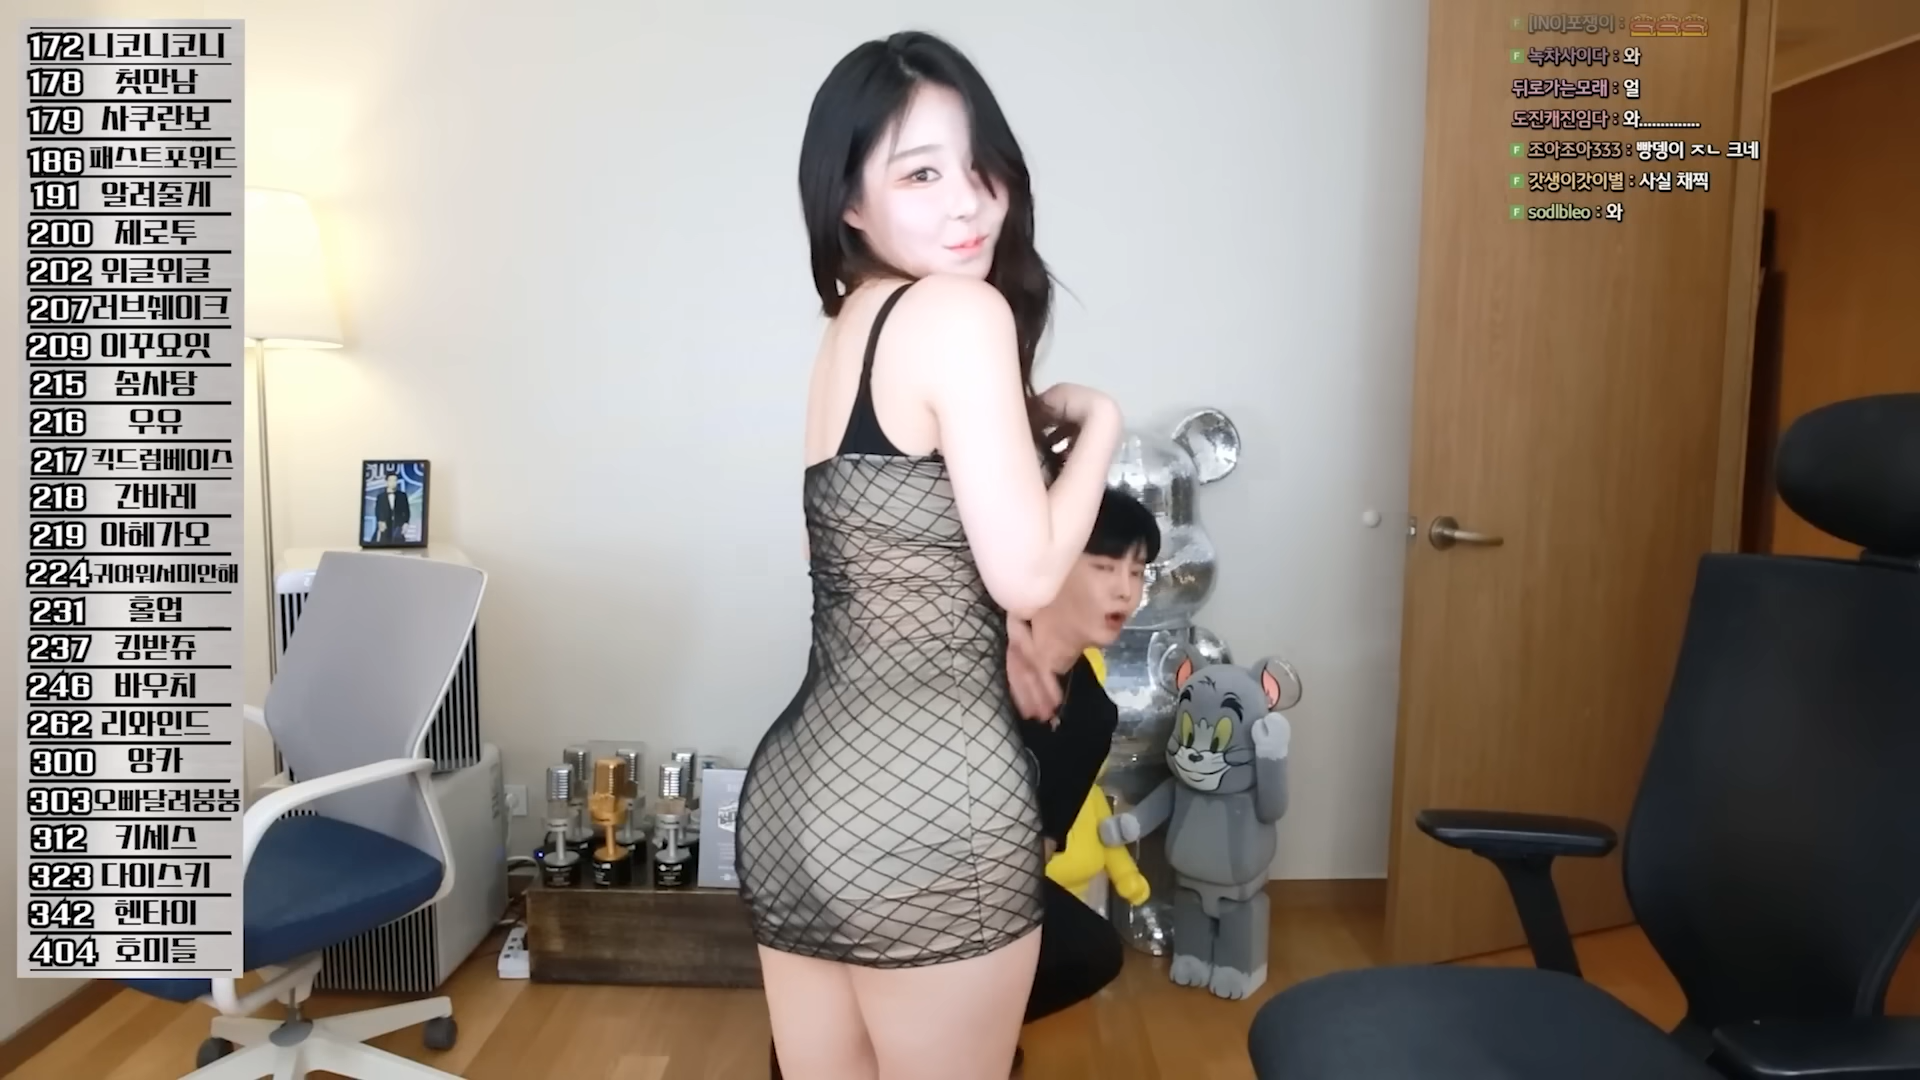 172 니코니코니
178 첫만남
179 사쿠란보
186 패스트포워드
191 알려줄게
200 제로투
202 위글위글
207 러브쉐이크
209 이꾸요잇
215 솜사탕
216 우유
217 킥드럼베이스
218 간바레
219 아헤가오
224 귀여워서미안해
231 홀업
237 킹받쥬
246 바우치
262 리와인드
300 앙카
303 오빠달려붕붕
312 키세스
323 다이스키
342 헨타이
404 호미들
F [INO]포쟁이 :
F 녹차사이다 : 와
뒤로가는모래 : 얼
도진캐진임다 : 와..............
F 조아조아333 : 빵뎅이 ㅈㄴ 크네
F 갓생이갓이별 : 사실 채찍
F sodlbleo : 와